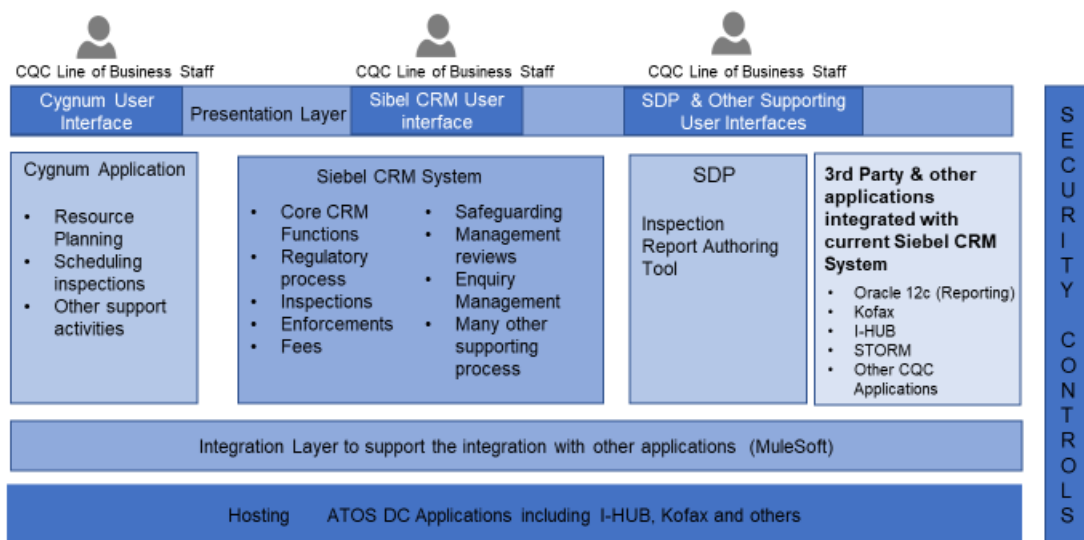 CQC Line of Business Staff
CQC Line of Business Staff
CQC Line of Business Staff
Cygnum User
Interface
Presentation Layer
Sibel CRM User
interface
SDP & Other Supporting
User Interfaces
Cygnum Application
• Resource
Planning
• Scheduling
inspections
• Other support
activities
Siebel CRM System
• Core CRM
Functions
• Regulatory
process
• Inspections
• Enforcements
• Fees
• Safeguarding
• Management
reviews
• Enquiry
Management
• Many other
supporting
process
SDP
Inspection
Report Authoring
Tool
3rd Party & other
applications
integrated with
current Siebel CRM
System
• Oracle 12c (Reporting)
• Kofax
• I-HUB
• STORM
• Other CQC
Applications
Integration Layer to support the integration with other applications (MuleSoft)
Hosting ATOS DC Applications including I-HUB, Kofax and others
SECURITY CONTROLS